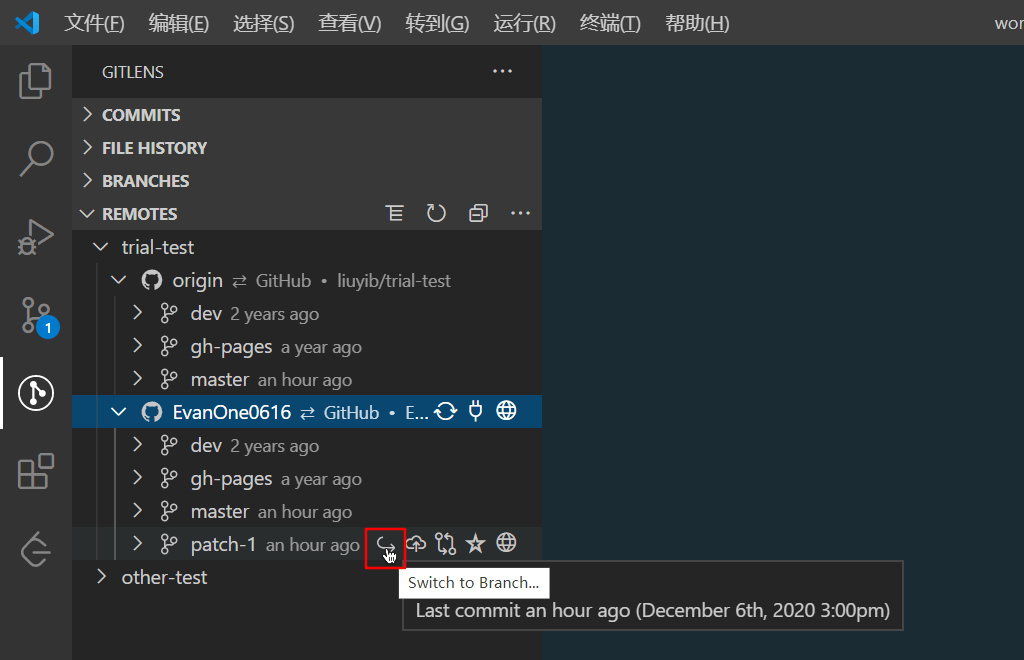 文件(F) 编辑(E) 选择(S) 查看(V) 转到(G) 运行(R) 终端(T) 帮助(H) wor
GITLENS
COMMITS
FILE HISTORY
BRANCHES
REMOTES
trial-test
origin ⇄ GitHub • liuyib/trial-test
dev 2 years ago
gh-pages a year ago
master an hour ago
1
EvanOne0616 ⇄ GitHub • E...
dev 2 years ago
gh-pages a year ago
master an hour ago
patch-1 an hour ago
other-test
Switch to Branch...
Last commit an hour ago (December 6th, 2020 3:00pm)